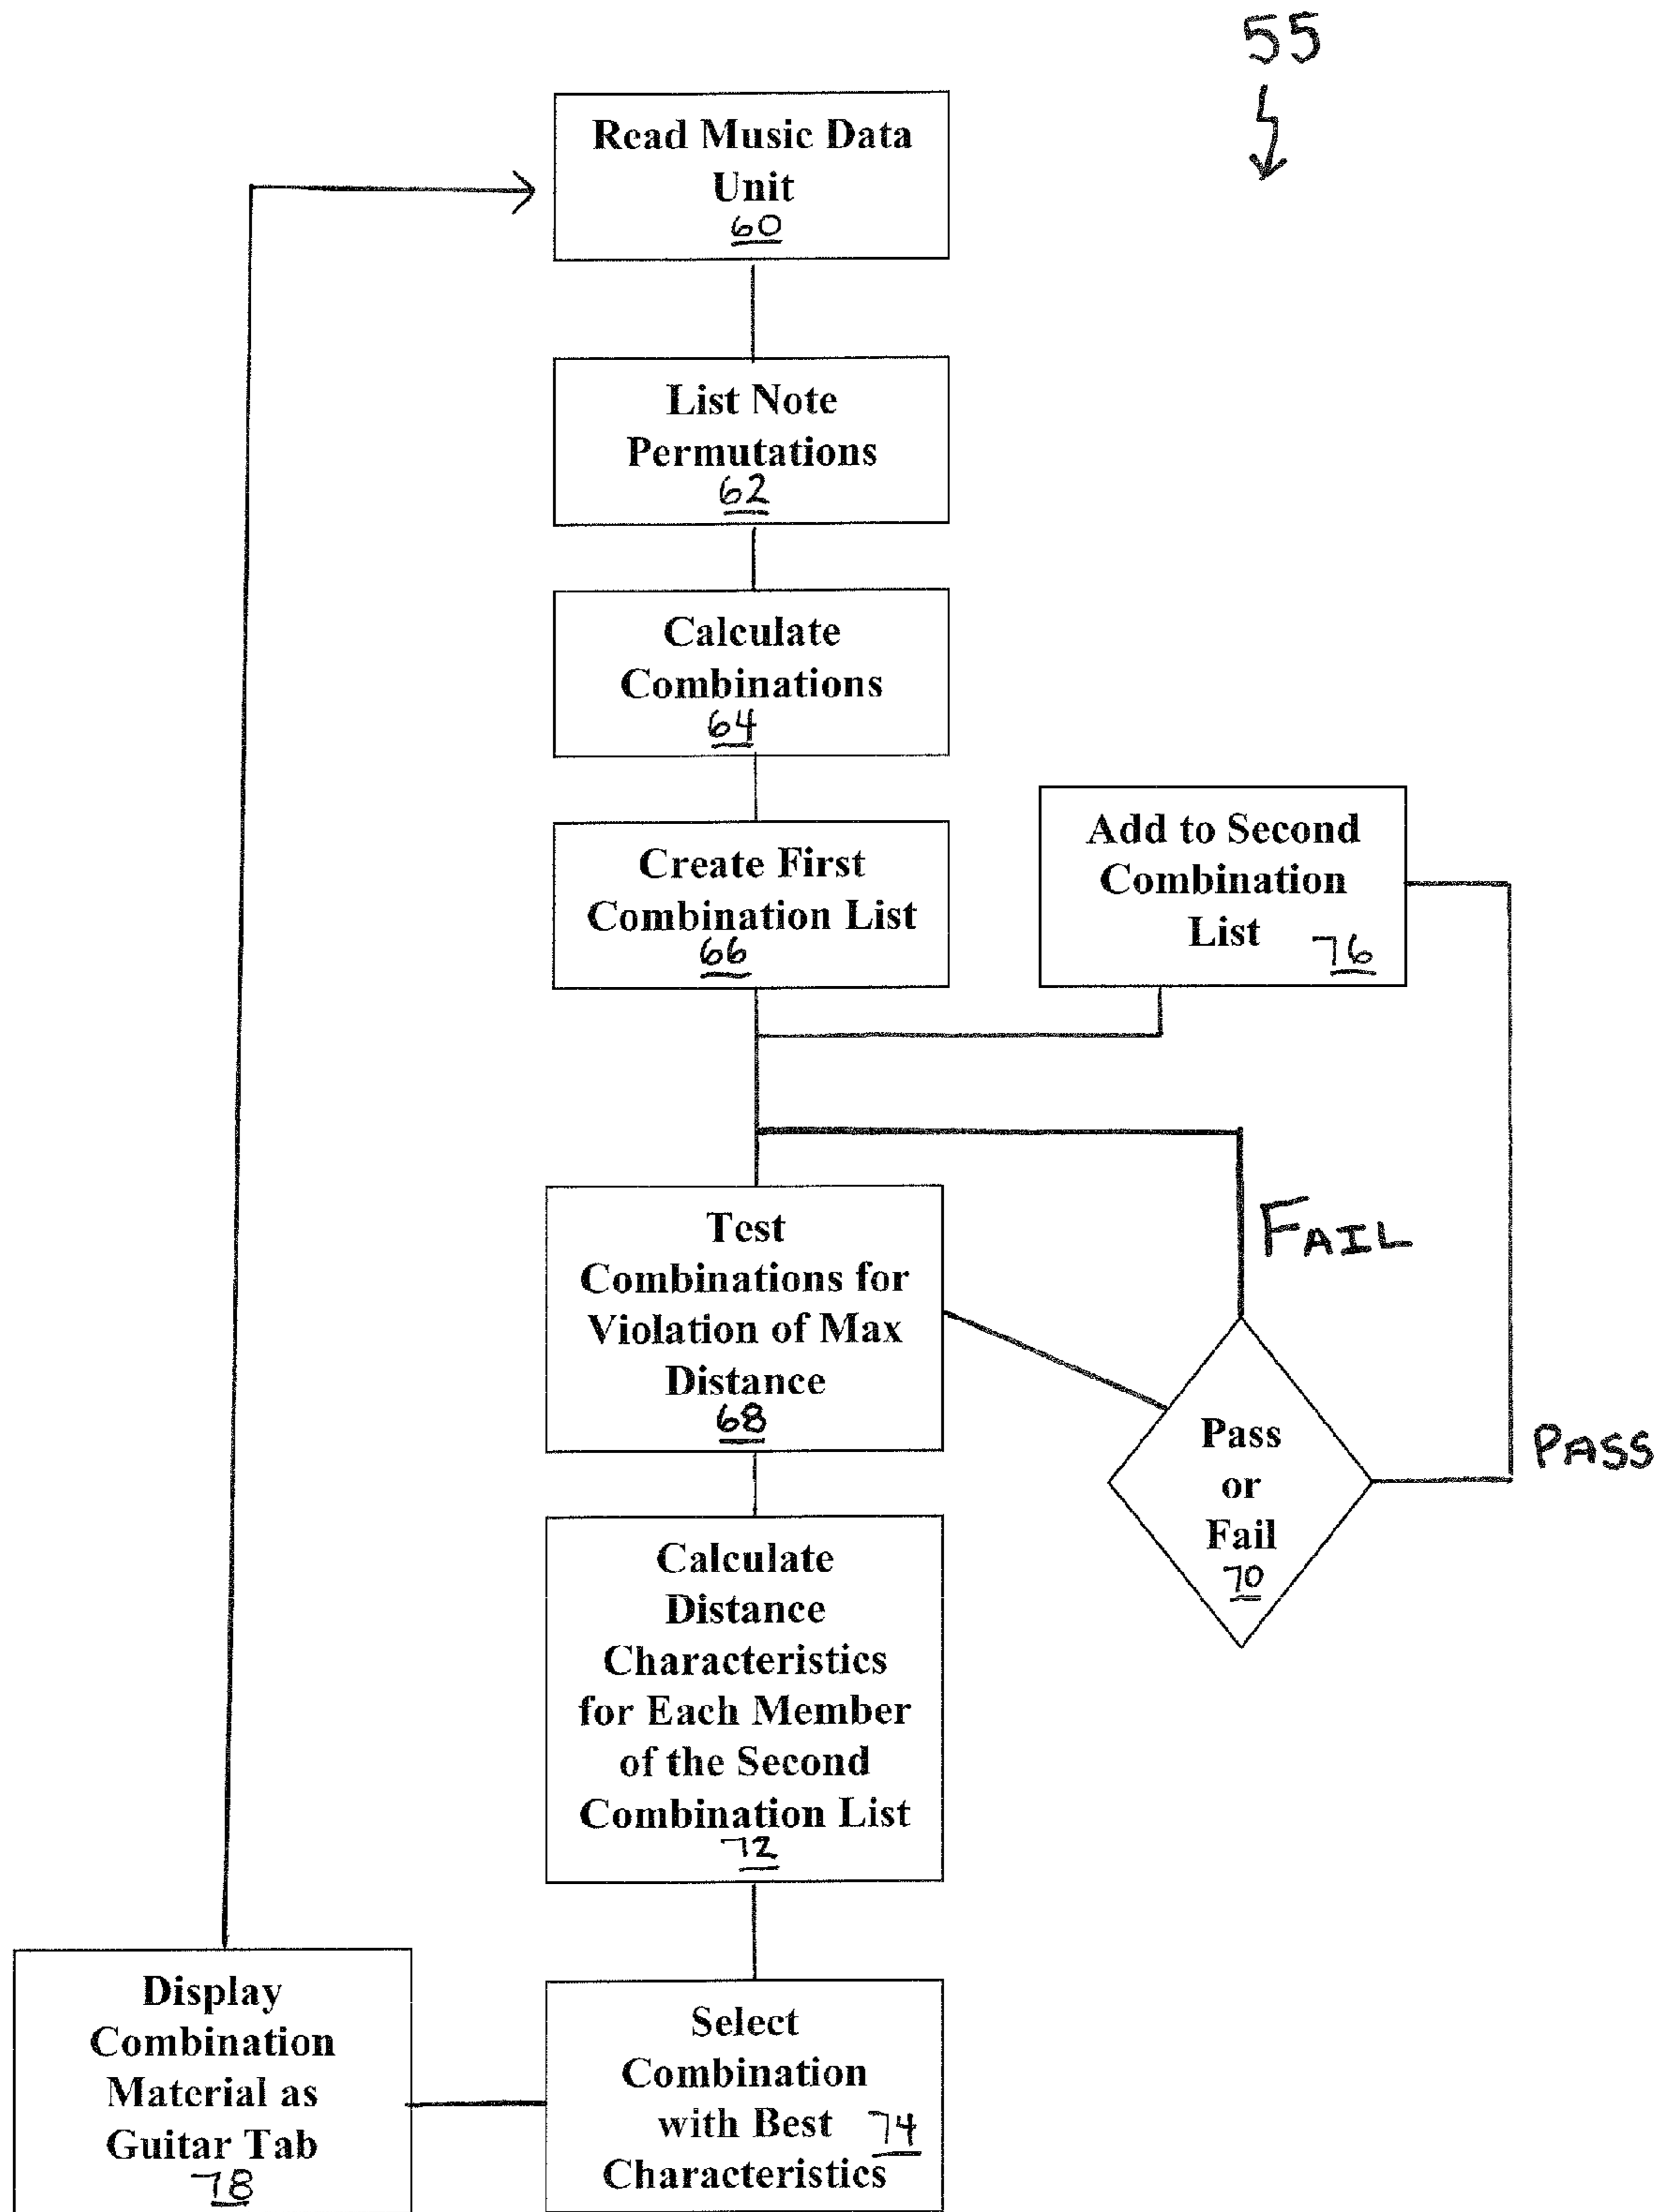 55
Read Music Data
Unit
60
List Note
Permutations
62
Calculate
Combinations
64
Create First
Combination List
66
Add to Second
Combination
List
76
Test
Combinations for
Violation of Max
Distance
68
FAIL
Pass
or
Fail
70
PASS
Calculate
Distance
Characteristics
for Each Member
of the Second
Combination List
72
Select
Combination
with Best 74
Characteristics
Display
Combination
Material as
Guitar Tab
78